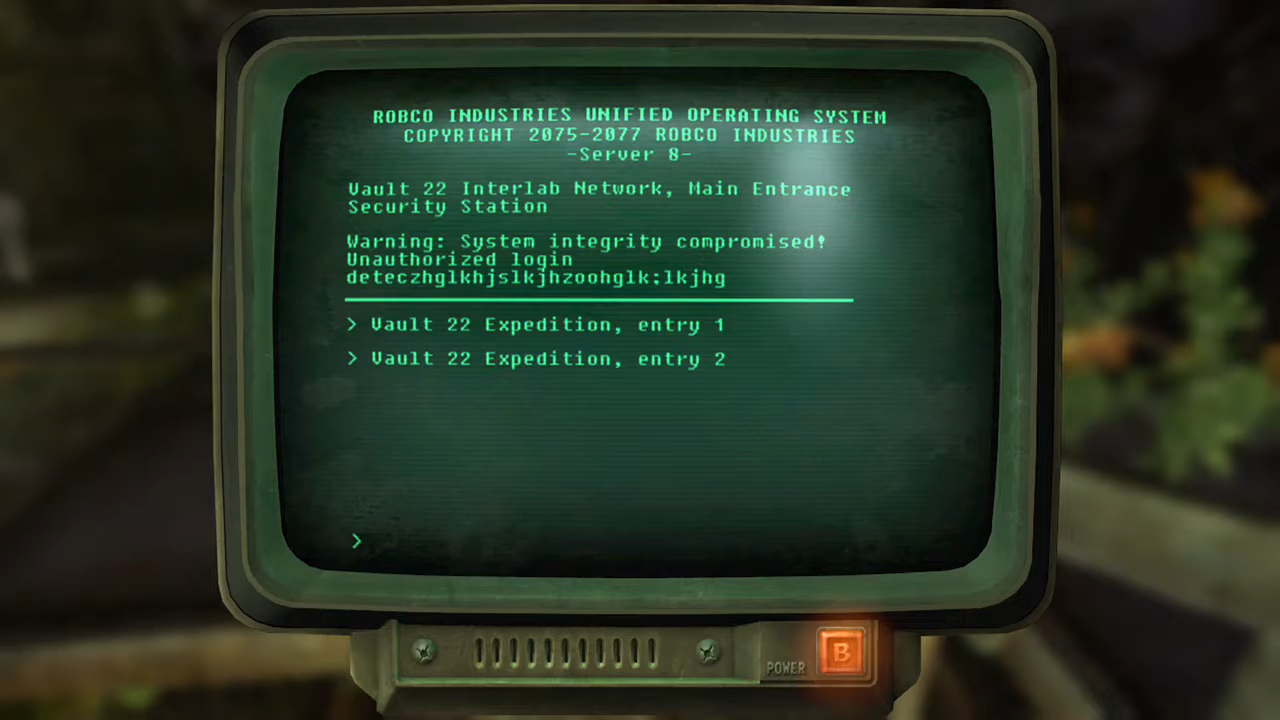 ROBCO INDUSTRIES UNIFIED OPERATING SYSTEM
COPYRIGHT 2075-2077 ROBCO INDUSTRIES
-Server 8-
Vault 22 Interlab Network, Main Entrance
Security Station
Warning: System integrity compromised!
Unauthorized login
deteczhglkhjslkjhzoohglk;lkjhg
> Vault 22 Expedition, entry 1
> Vault 22 Expedition, entry 2
>
POWER B